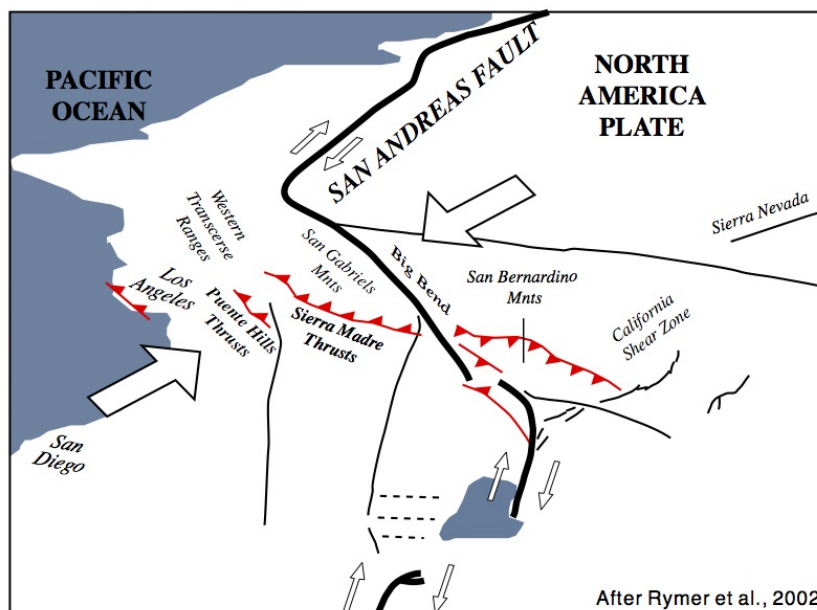 PACIFIC
OCEAN
SAN ANDREAS FAULT
NORTH
AMERICA
PLATE
Sierra Nevada
Western
Transcerse
Ranges
San Gabriels
Mnts
Big Bend
San Bernardino
Mnts
California
Shear Zone
Los
Angeles
Puente Hills
Thrusts
Sierra Madre
Thrusts
San
Diego
After Rymer et al., 2002